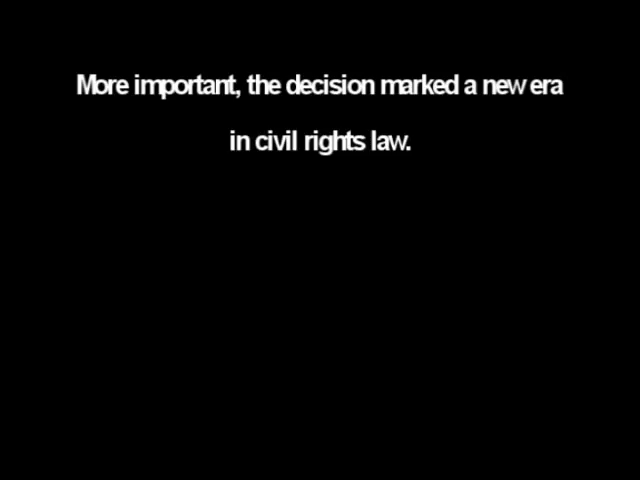 More important, the decision marked a new era
in civil rights law.